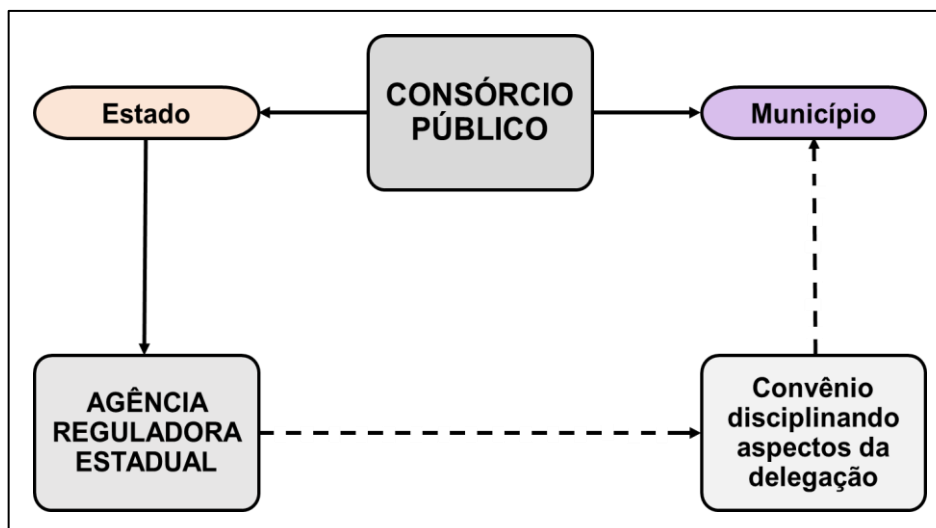 CONSÓRCIO
PÚBLICO
Estado
Município
AGÊNCIA
REGULADORA
ESTADUAL
Convênio
disciplinando
aspectos da
delegação